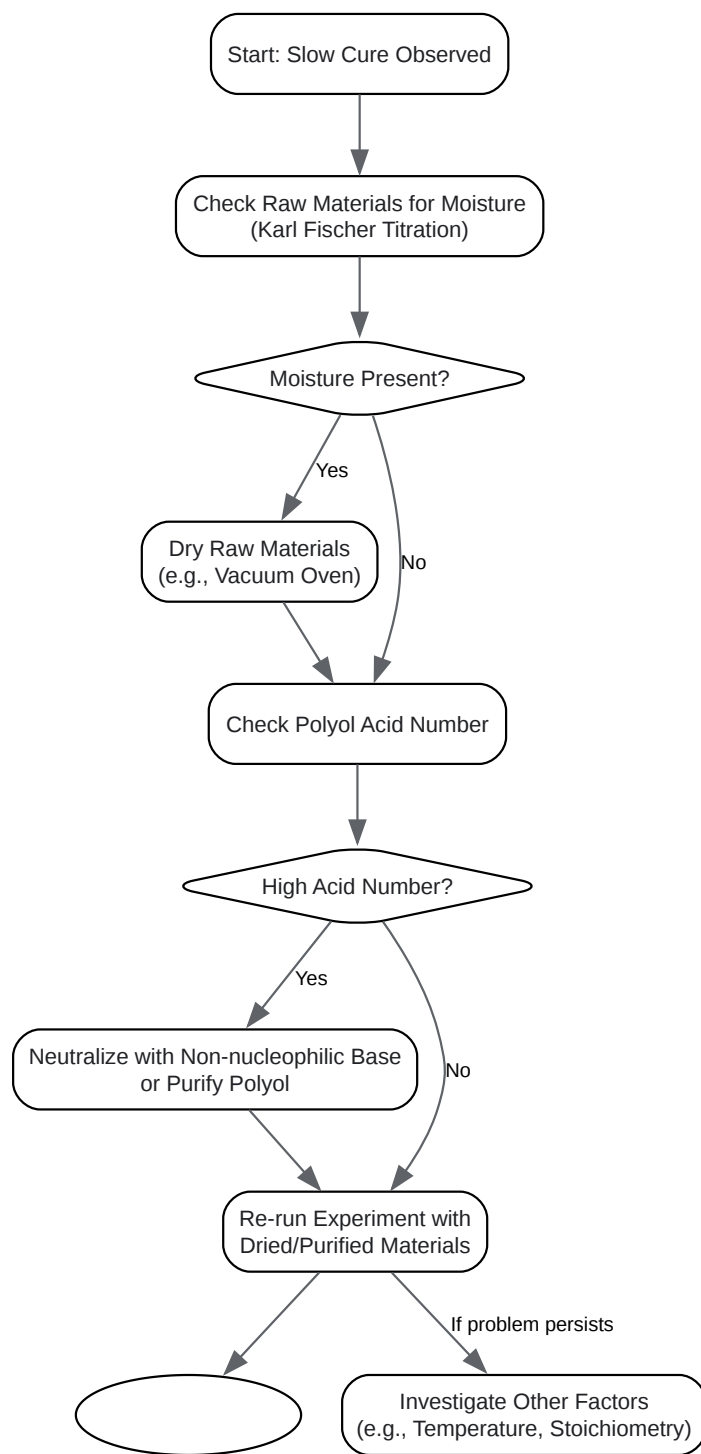 Start: Slow Cure Observed
Check Raw Materials for Moisture
(Karl Fischer Titration)
Moisture Present?
Yes
Dry Raw Materials
(e.g., Vacuum Oven)
No
Check Polyol Acid Number
High Acid Number?
Yes
Neutralize with Non-nucleophilic Base
or Purify Polyol
No
Re-run Experiment with
Dried/Purified Materials
If problem persists
Investigate Other Factors
(e.g., Temperature, Stoichiometry)